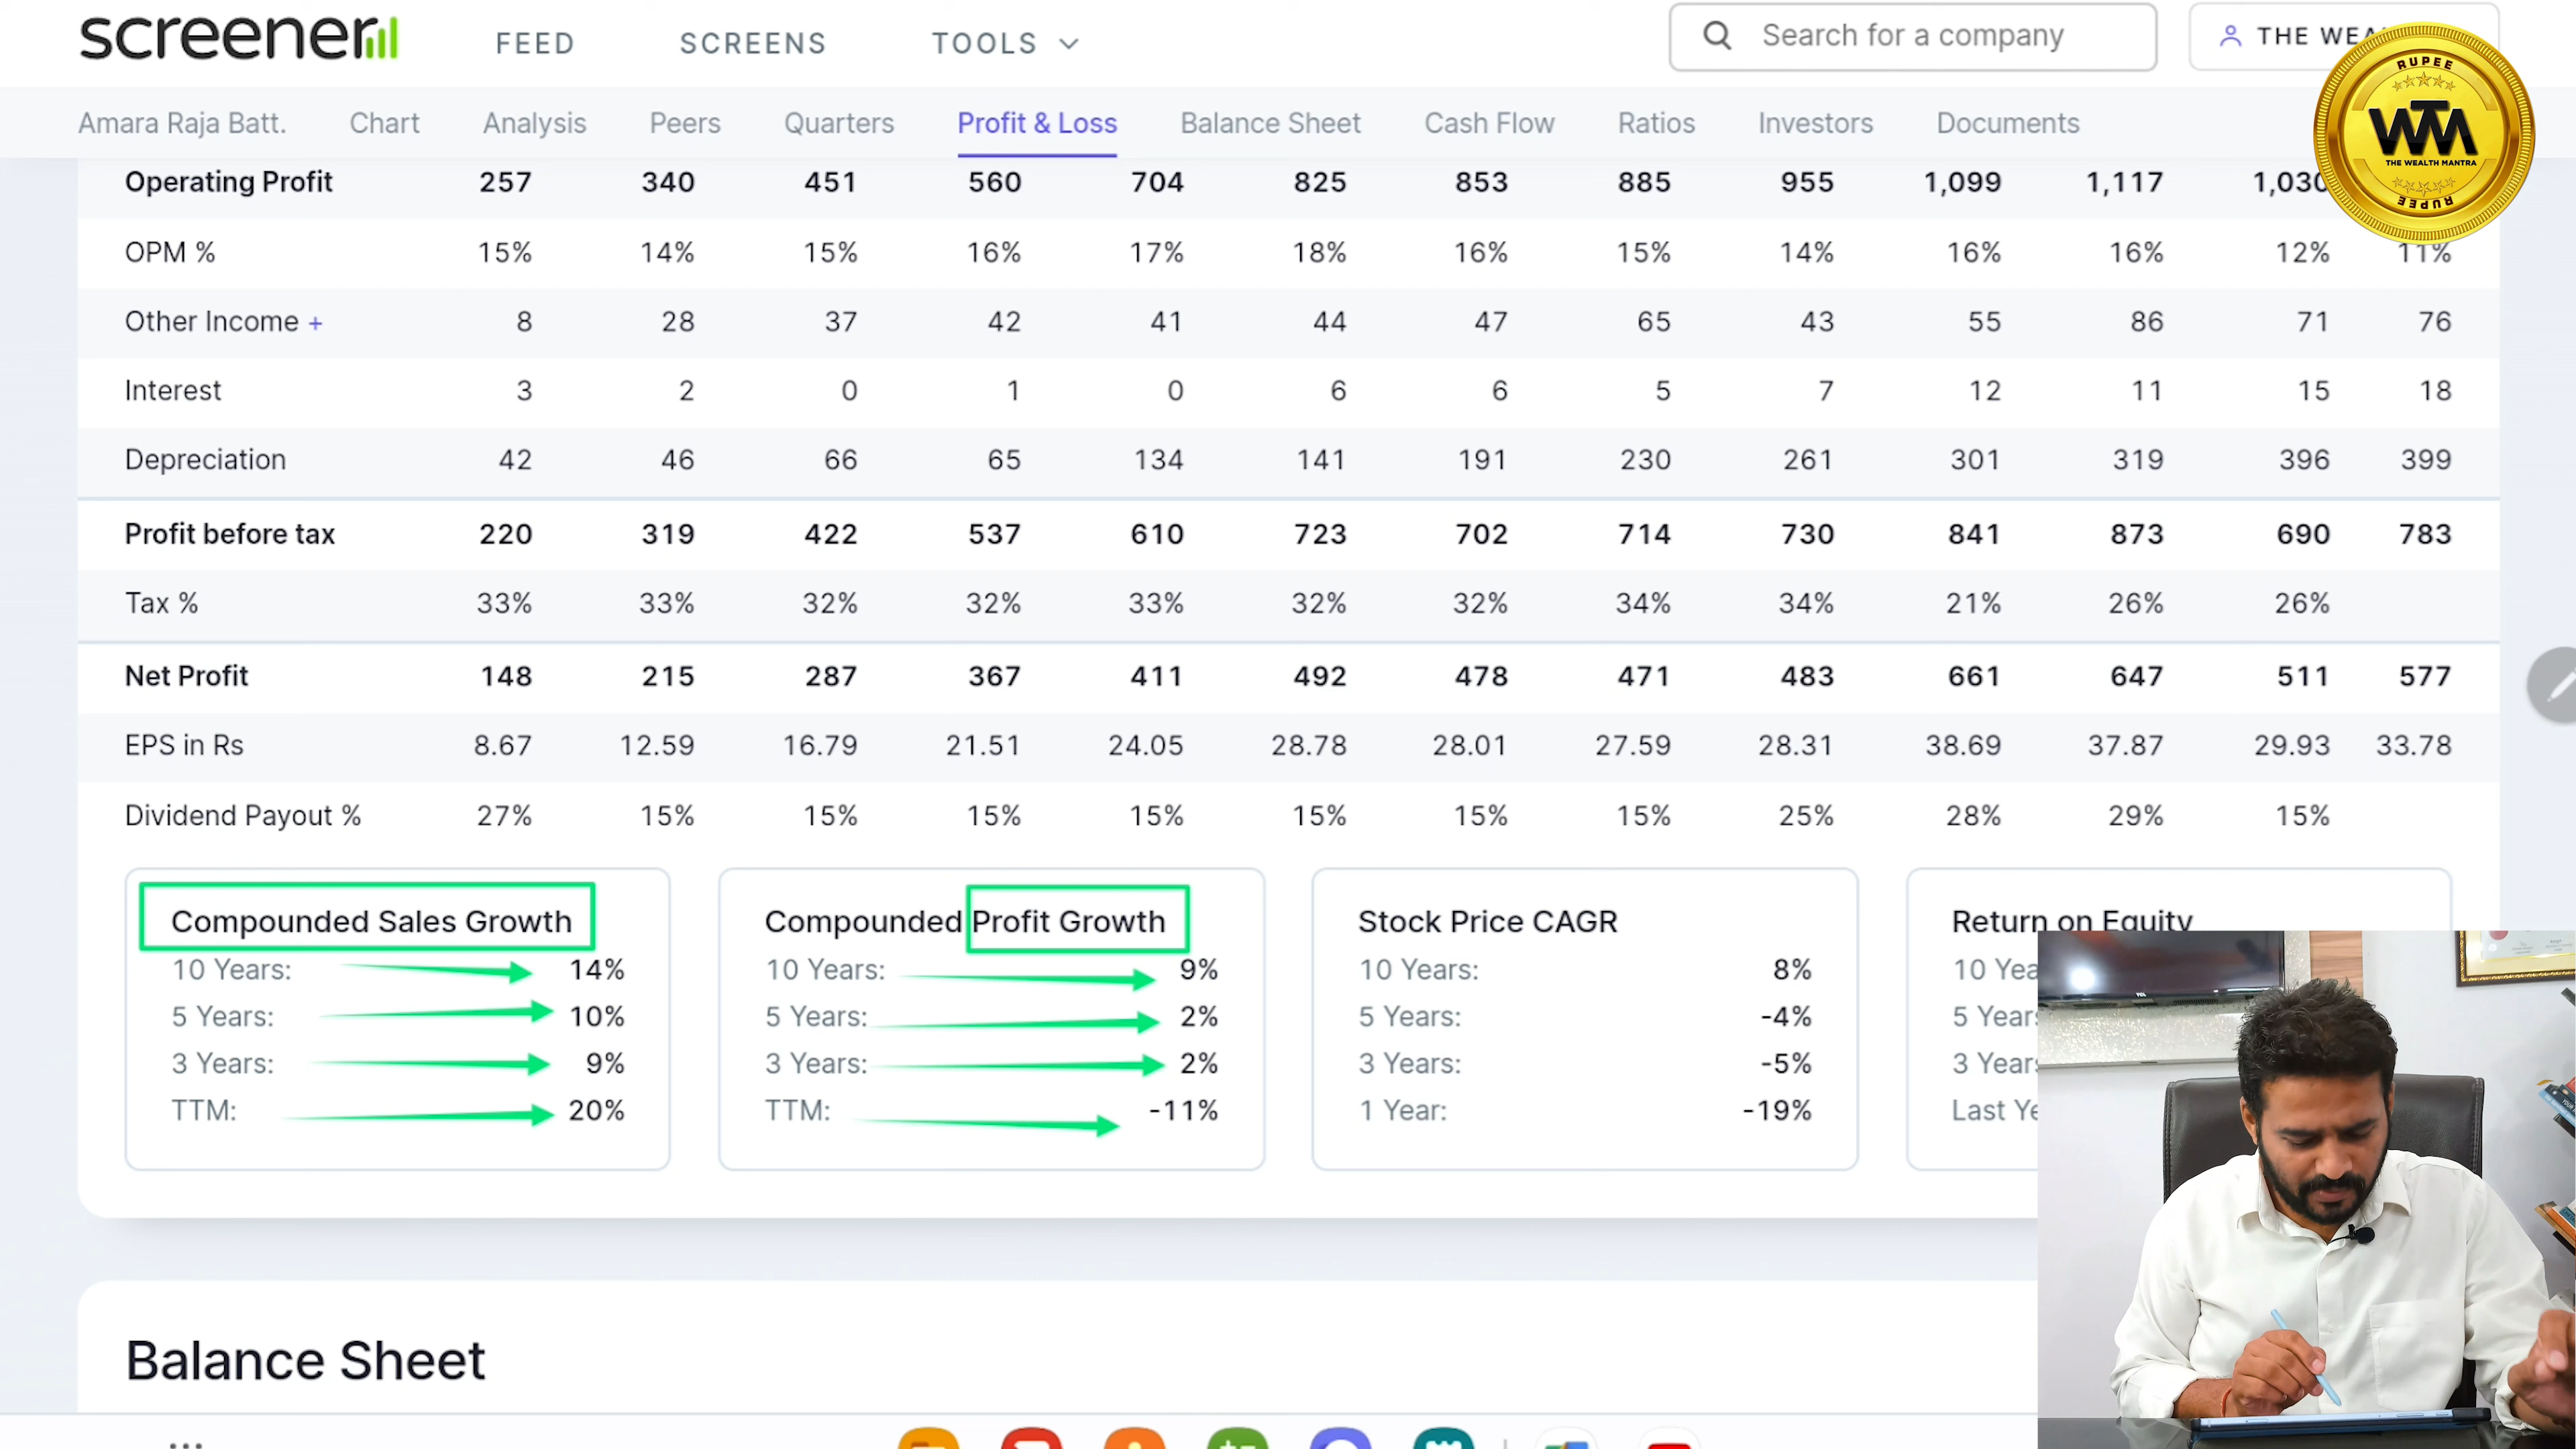 screener FEED SCREENS TOOLS Search for a company THE WEA
RUPEE
WTM
THE WEALTH MANTRA
RUPEE
Amara Raja Batt. Chart Analysis Peers Quarters Profit & Loss Balance Sheet Cash Flow Ratios Investors Documents
Operating Profit 257 340 451 560 704 825 853 885 955 1,099 1,117 1,030
OPM % 15% 14% 15% 16% 17% 18% 16% 15% 14% 16% 16% 12% 11%
Other Income + 8 28 37 42 41 44 47 65 43 55 86 71 76
Interest 3 2 0 1 0 6 6 5 7 12 11 15 18
Depreciation 42 46 66 65 134 141 191 230 261 301 319 396 399
Profit before tax 220 319 422 537 610 723 702 714 730 841 873 690 783
Tax % 33% 33% 32% 32% 33% 32% 32% 34% 34% 21% 26% 26%
Net Profit 148 215 287 367 411 492 478 471 483 661 647 511 577
EPS in Rs 8.67 12.59 16.79 21.51 24.05 28.78 28.01 27.59 28.31 38.69 37.87 29.93 33.78
Dividend Payout % 27% 15% 15% 15% 15% 15% 15% 15% 25% 28% 29% 15%
Compounded Sales Growth
10 Years: 14%
5 Years: 10%
3 Years: 9%
TTM: 20%
Compounded Profit Growth
10 Years: 9%
5 Years: 2%
3 Years: 2%
TTM: -11%
Stock Price CAGR
10 Years: 8%
5 Years: -4%
3 Years: -5%
1 Year: -19%
Return on Equity
10 Yea
5 Years
3 Years
Last Ye
Balance Sheet